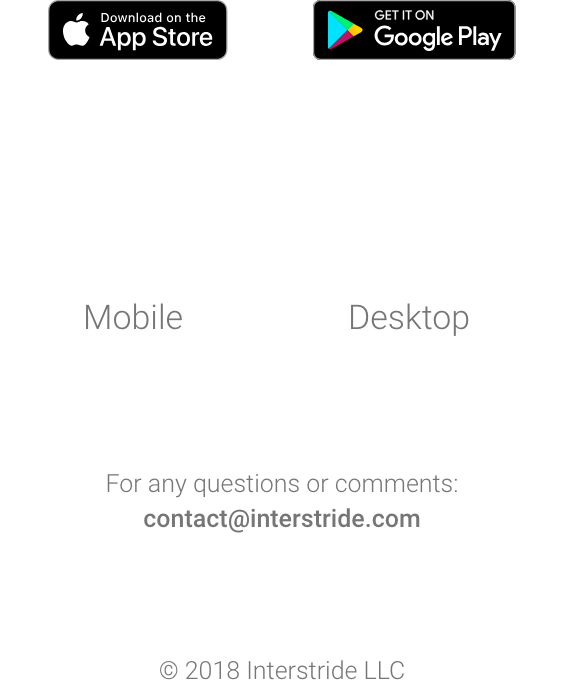 Download on the
App Store
GET IT ON
Google Play
Mobile
Desktop
For any questions or comments:
contact@interstride.com
© 2018 Interstride LLC